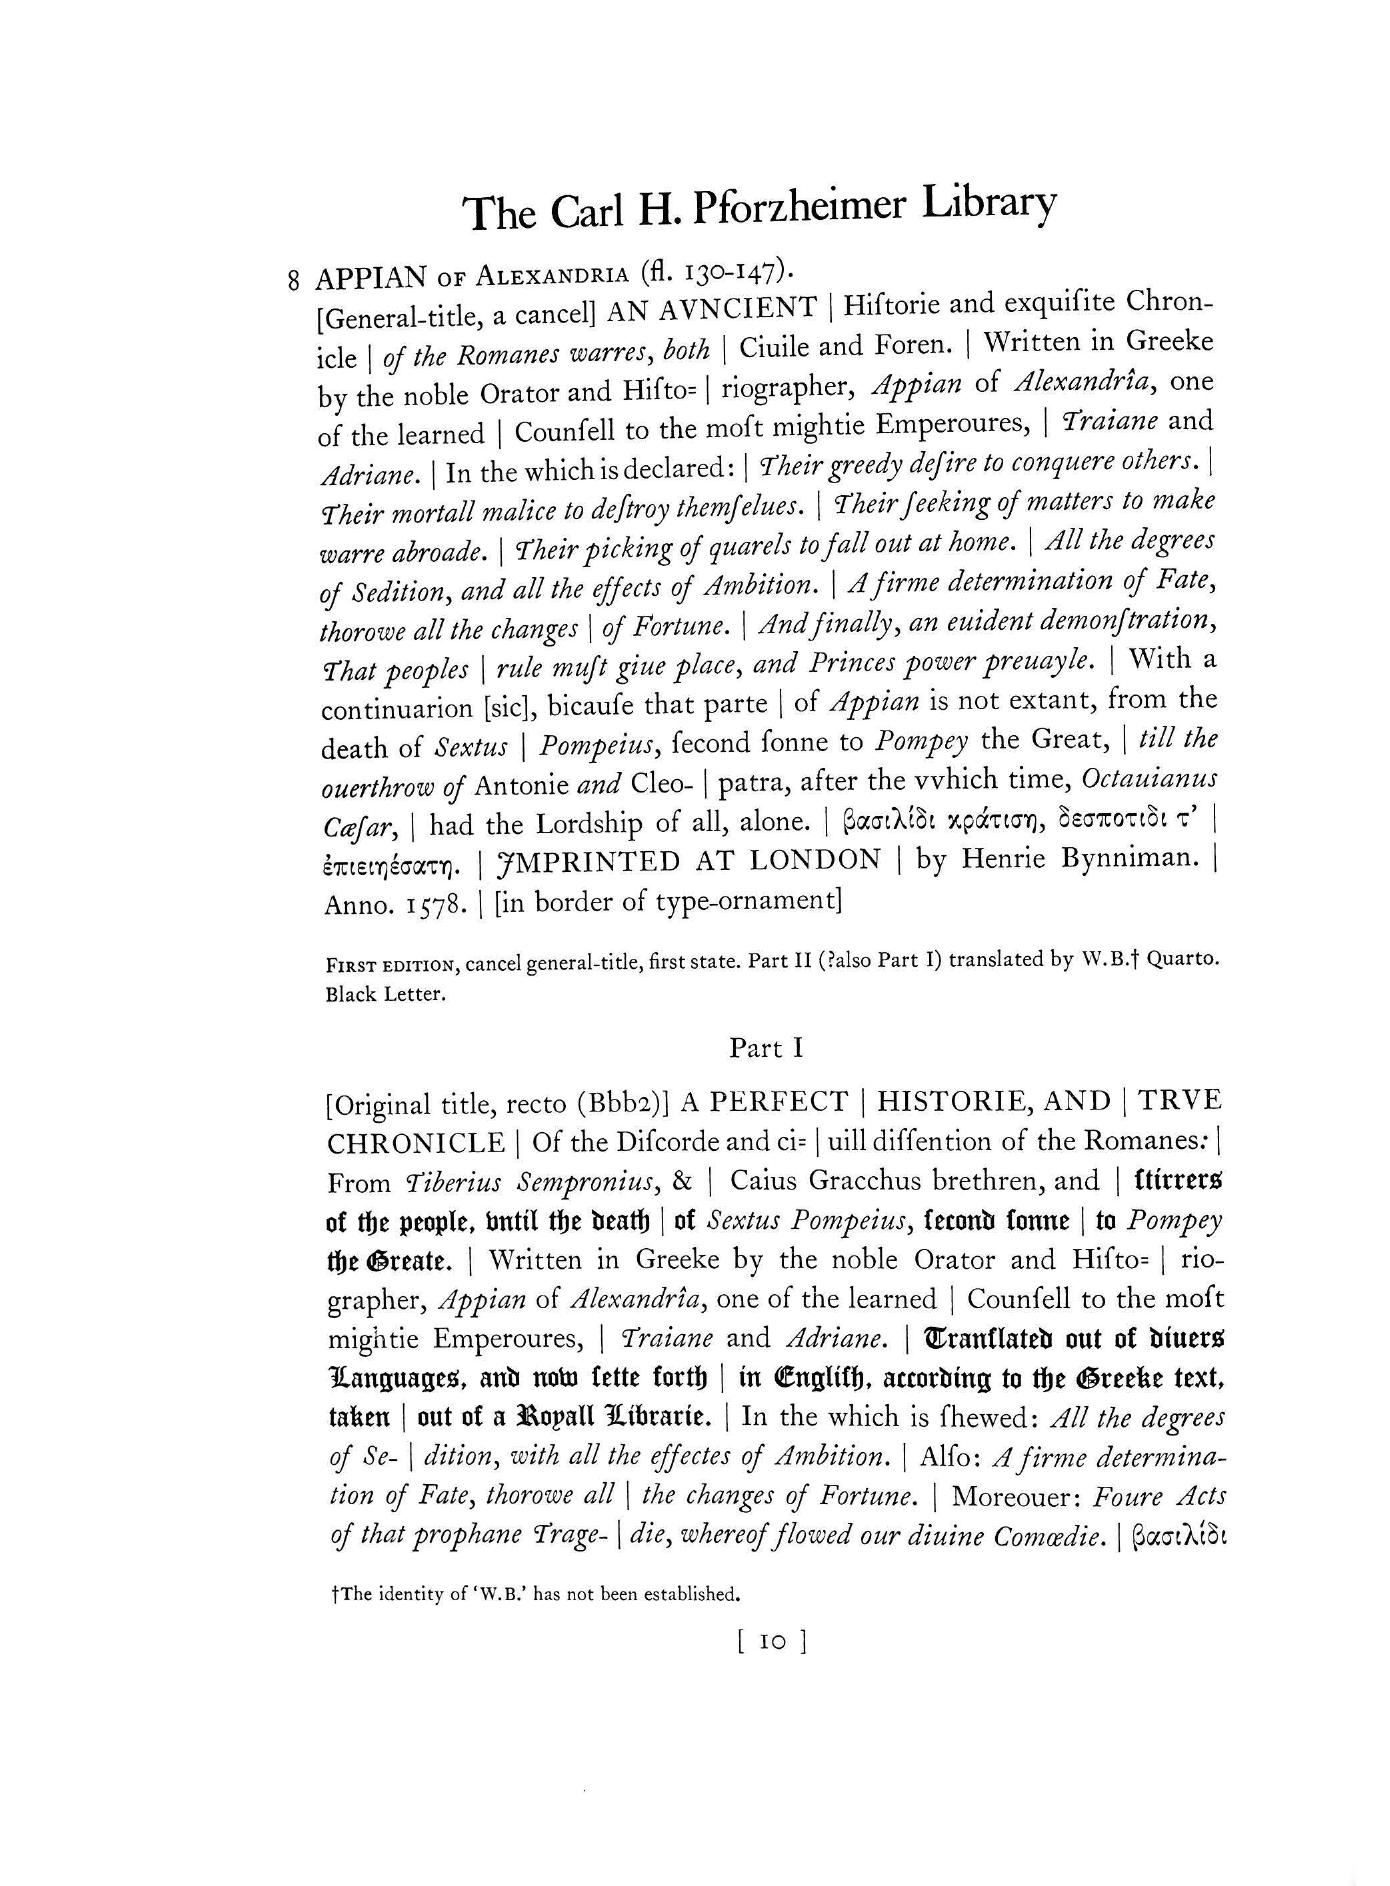 The Carl H. Pforzheimer Library
8 APPIAN OF ALEXANDRIA (fl. 130-147).
[General-title, a cancel] AN AVNCIENT | Hiſtorie and exquiſite Chron-
icle | of the Romanes warres, both | Ciuile and Foren. | Written in Greeke
by the noble Orator and Hiſto= | riographer, Appian of Alexandrîa, one
of the learned | Counſell to the moſt mightie Emperoures, | Traiane and
Adriane. | In the which is declared: | Their greedy deſire to conquere others. |
Their mortall malice to deſtroy themſelues. | Their ſeeking of matters to make
warre abroade. | Their picking of quarels to fall out at home. | All the degrees
of Sedition, and all the effects of Ambition. | A firme determination of Fate,
thorowe all the changes | of Fortune. | And finally, an euident demonſtration,
That peoples | rule muſt giue place, and Princes power preuayle. | With a
continuarion [sic], bicauſe that parte | of Appian is not extant, from the
death of Sextus | Pompeius, ſecond ſonne to Pompey the Great, | till the
ouerthrow of Antonie and Cleo- | patra, after the vvhich time, Octauianus
Cæſar, | had the Lordship of all, alone. | βασιλίδι κράτιση, δεσποτιδι τ’ |
ἐπιειηέσατη. | IMPRINTED AT LONDON | by Henrie Bynniman. |
Anno. 1578. | [in border of type-ornament]
FIRST EDITION, cancel general-title, first state. Part II (?also Part I) translated by W.B.† Quarto.
Black Letter.
Part I
[Original title, recto (Bbb2)] A PERFECT | HISTORIE, AND | TRVE
CHRONICLE | Of the Diſcorde and ci= | uill diſſention of the Romanes: |
From Tiberius Sempronius, & | Caius Gracchus brethren, and | ſtirrers
of the people, vntil the death | of Sextus Pompeius, ſecond ſonne | to Pompey
the Greate. | Written in Greeke by the noble Orator and Hiſto= | rio-
grapher, Appian of Alexandrîa, one of the learned | Counſell to the moſt
mightie Emperoures, | Traiane and Adriane. | Tranſlated out of diuers
Languages, and now ſette forth | in Engliſh, according to the Greeke text,
taken | out of a Royall Librarie. | In the which is ſhewed: All the degrees
of Se- | dition, with all the effectes of Ambition. | Alſo: A firme determina-
tion of Fate, thorowe all | the changes of Fortune. | Moreouer: Foure Acts
of that prophane Trage- | die, whereof flowed our diuine Comœdie. | βασιλίδι
†The identity of ‘W.B.’ has not been established.
[ 10 ]